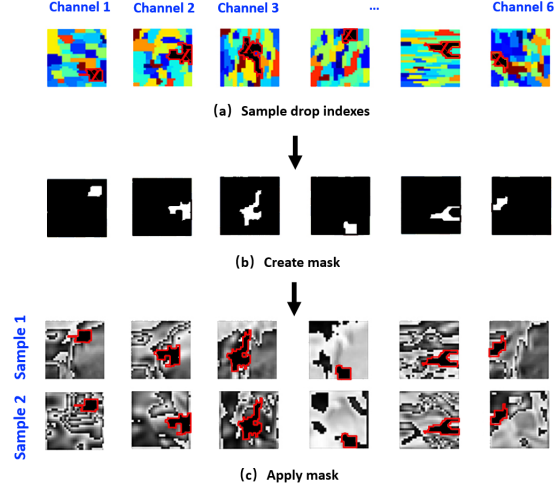 Channel 1 Channel 2 Channel 3 ... Channel 6
(a) Sample drop indexes
(b) Create mask
Sample 1
Sample 2
(c) Apply mask